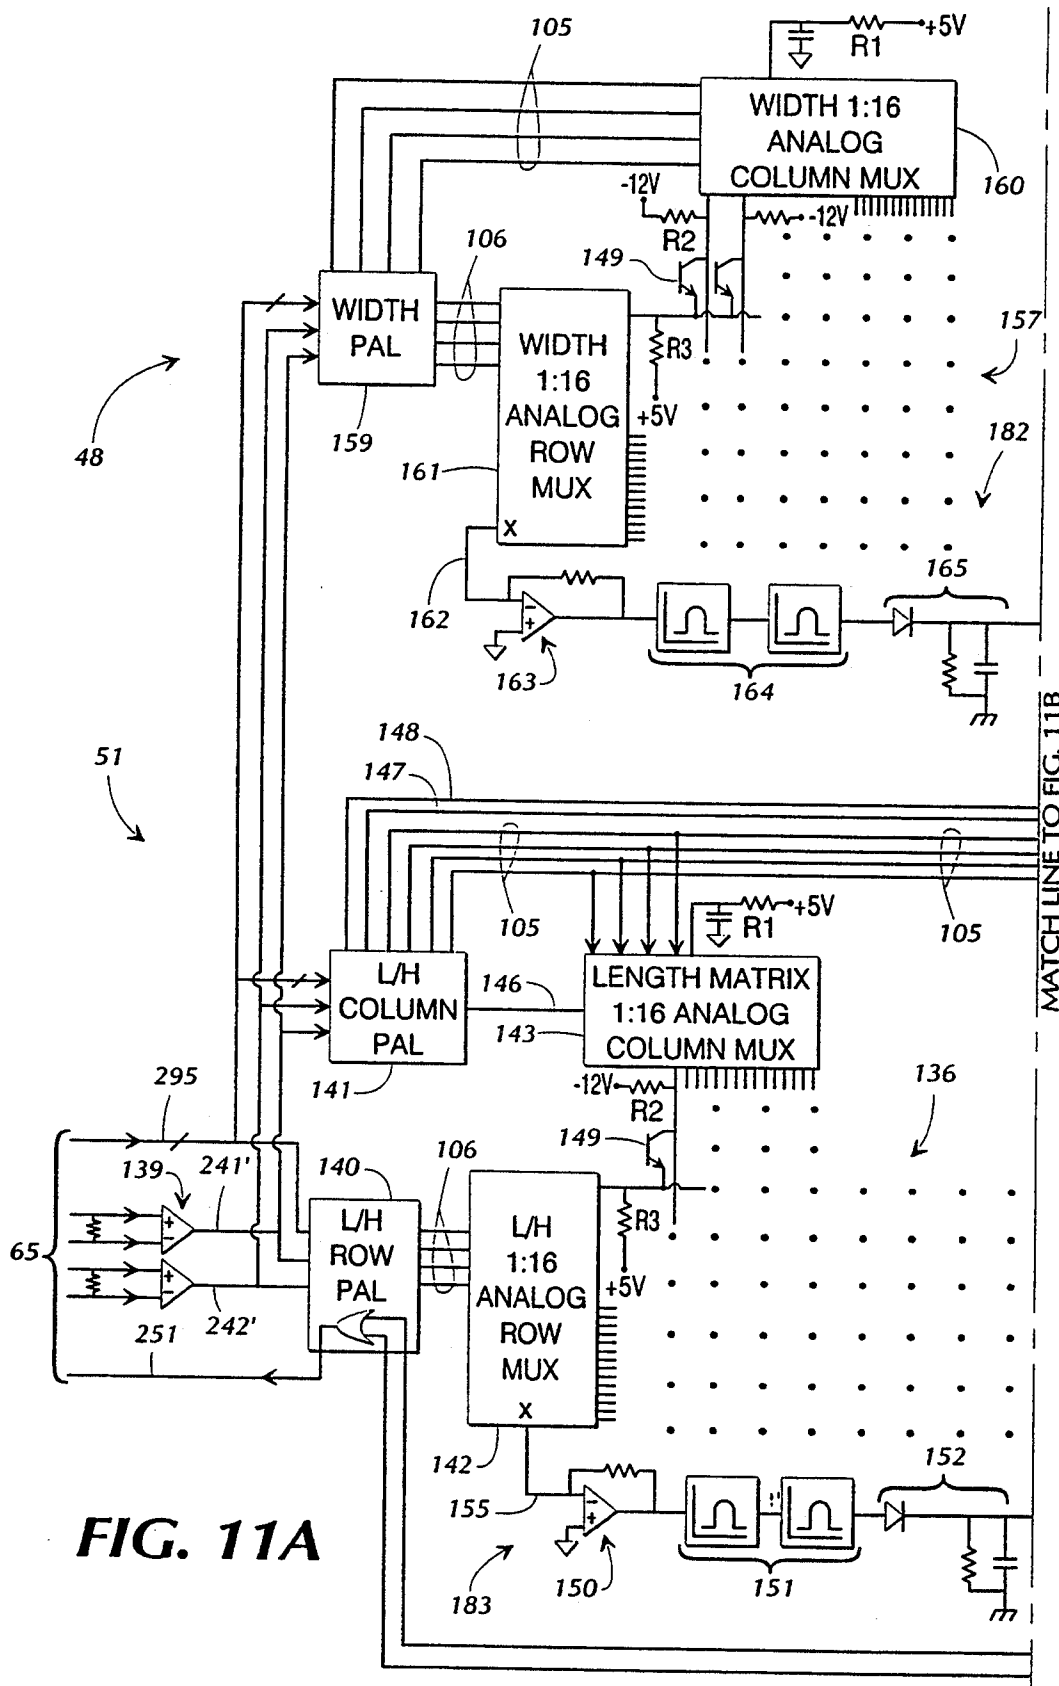 105
+5V
R1
WIDTH 1:16
ANALOG
COLUMN MUX
160
-12V
-12V
R2
149
106
WIDTH
PAL
159
48
WIDTH
1:16
ANALOG
ROW
MUX
X
161
R3
+5V
157
182
162
163
164
165
51
148
147
105
105
+5V
R1
L/H
COLUMN
PAL
141
146
143
LENGTH MATRIX
1:16 ANALOG
COLUMN MUX
-12V
R2
149
136
295
139
241'
140
106
65
L/H
ROW
PAL
242'
251
L/H
1:16
ANALOG
ROW
MUX
X
142
R3
+5V
155
150
151
152
183
FIG. 11A
MATCH LINE TO FIG. 11B